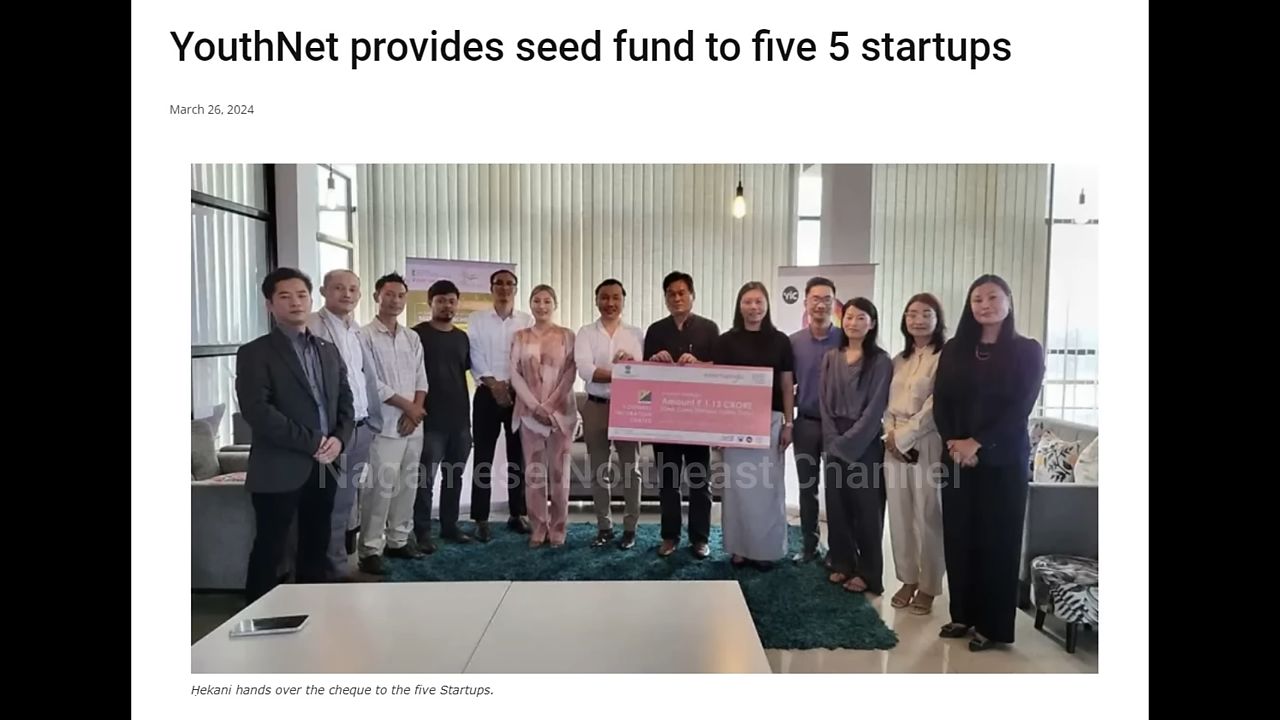 YouthNet provides seed fund to five 5 startups
March 26, 2024
YIC
Amount ₹ 1.13 CRORE
Nagamese Northeast Channel
Hekani hands over the cheque to the five Startups.